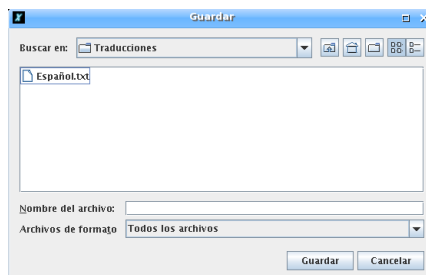 Guardar
Buscar en: Traducciones
Español.txt
Nombre del archivo:
Archivos de formato Todos los archivos
Guardar Cancelar